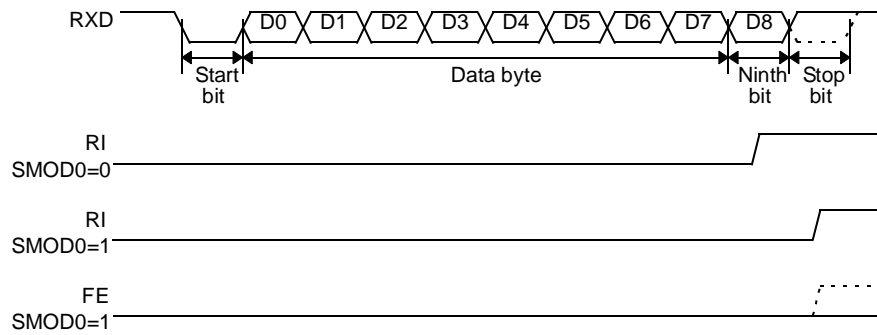 RXD D0 D1 D2 D3 D4 D5 D6 D7 D8
Start bit Data byte Ninth bit Stop bit
RI
SMOD0=0
RI
SMOD0=1
FE
SMOD0=1